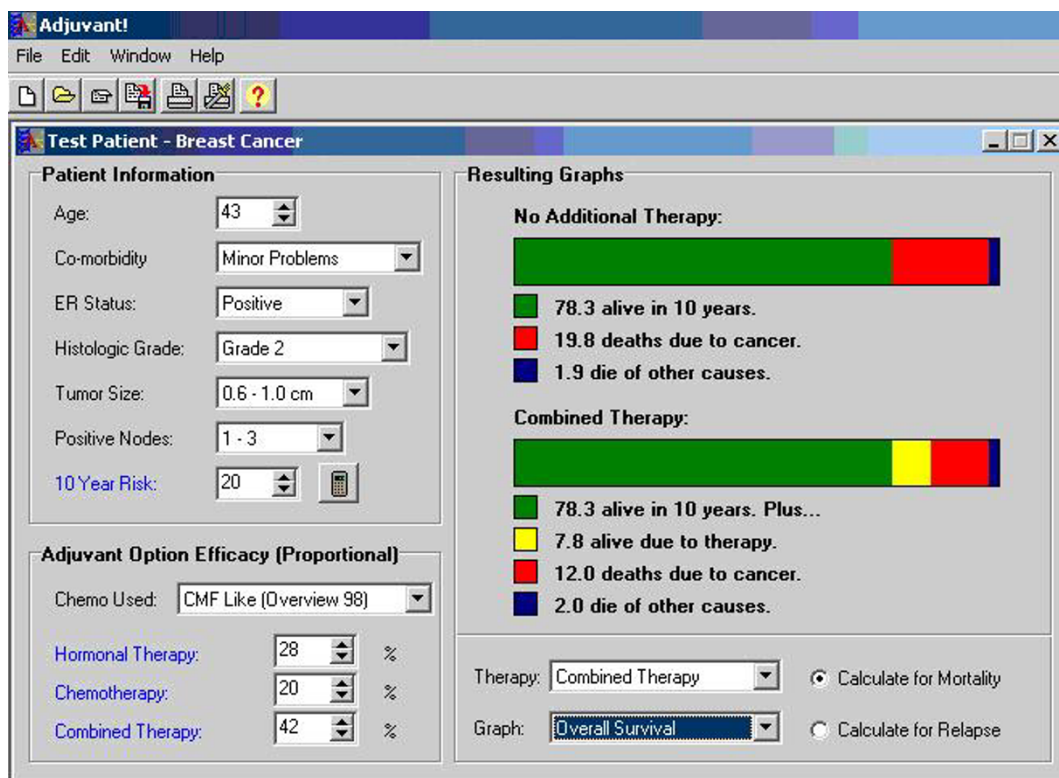 Adjuvant!
File Edit Window Help
Test Patient - Breast Cancer
Patient Information
Age: 43
Co-morbidity Minor Problems
ER Status: Positive
Histologic Grade: Grade 2
Tumor Size: 0.6 - 1.0 cm
Positive Nodes: 1 - 3
10 Year Risk: 20
Adjuvant Option Efficacy (Proportional)
Chemo Used: CMF Like (Overview 98)
Hormonal Therapy: 28 %
Chemotherapy: 20 %
Combined Therapy: 42 %
Resulting Graphs
No Additional Therapy:
78.3 alive in 10 years.
19.8 deaths due to cancer.
1.9 die of other causes.
Combined Therapy:
78.3 alive in 10 years. Plus...
7.8 alive due to therapy.
12.0 deaths due to cancer.
2.0 die of other causes.
Therapy: Combined Therapy Calculate for Mortality
Graph: Overall Survival Calculate for Relapse